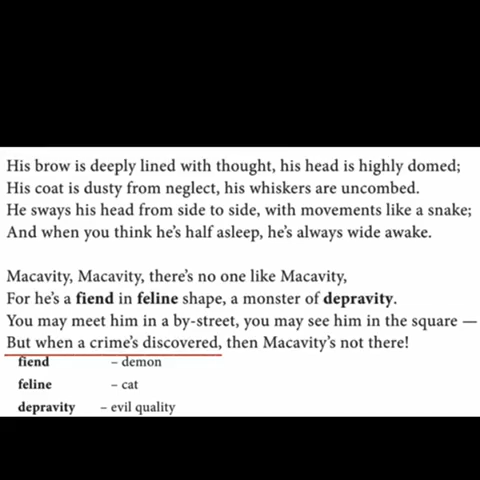 His brow is deeply lined with thought, his head is highly domed;
His coat is dusty from neglect, his whiskers are uncombed.
He sways his head from side to side, with movements like a snake;
And when you think he's half asleep, he's always wide awake.
Macavity, Macavity, there's no one like Macavity,
For he's a fiend in feline shape, a monster of depravity.
You may meet him in a by-street, you may see him in the square —
But when a crime's discovered, then Macavity's not there!
fiend – demon
feline – cat
depravity – evil quality